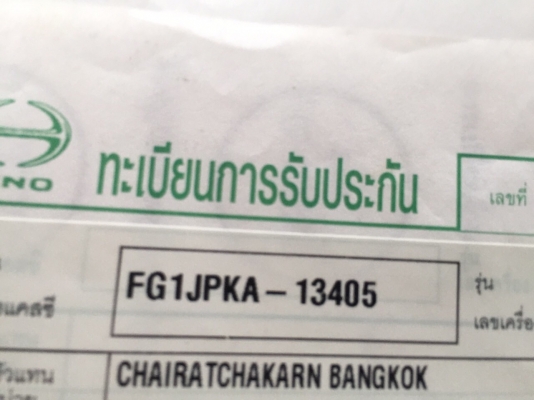 NO
ทะเบียนการรับประกัน
เลขที่
FG1JPKA – 13405
รุ่น
แคสซี
เลขเครื่อ
CHAIRATCHAKARN BANGKOK